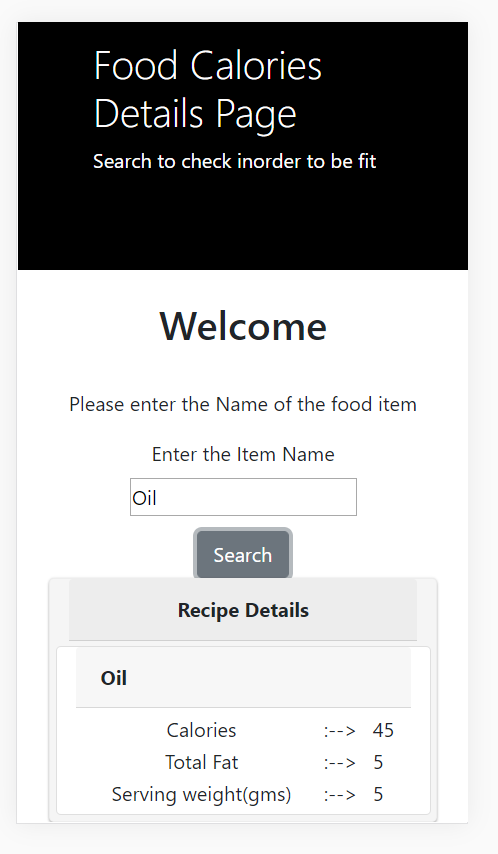 Food Calories
Details Page
Search to check inorder to be fit
Welcome
Please enter the Name of the food item
Enter the Item Name
Oil
Search
Recipe Details
Oil
Calories :--> 45
Total Fat :--> 5
Serving weight(gms) :--> 5